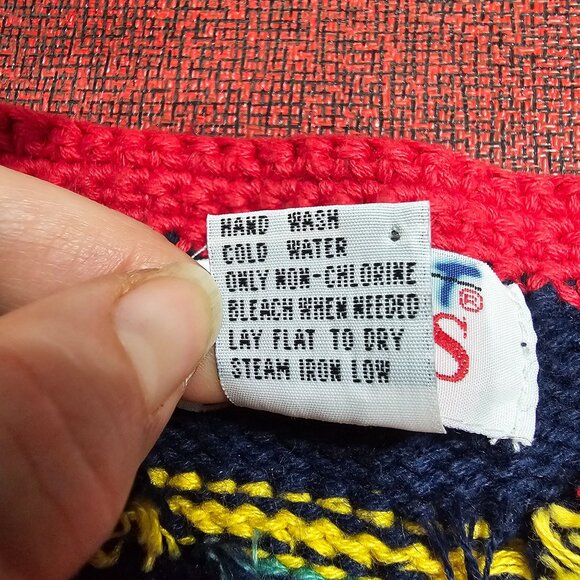 HAND WASH
COLD WATER
ONLY NON-CHLORINE
BLEACH WHEN NEEDED
LAY FLAT TO DRY
STEAM IRON LOW
T®
S